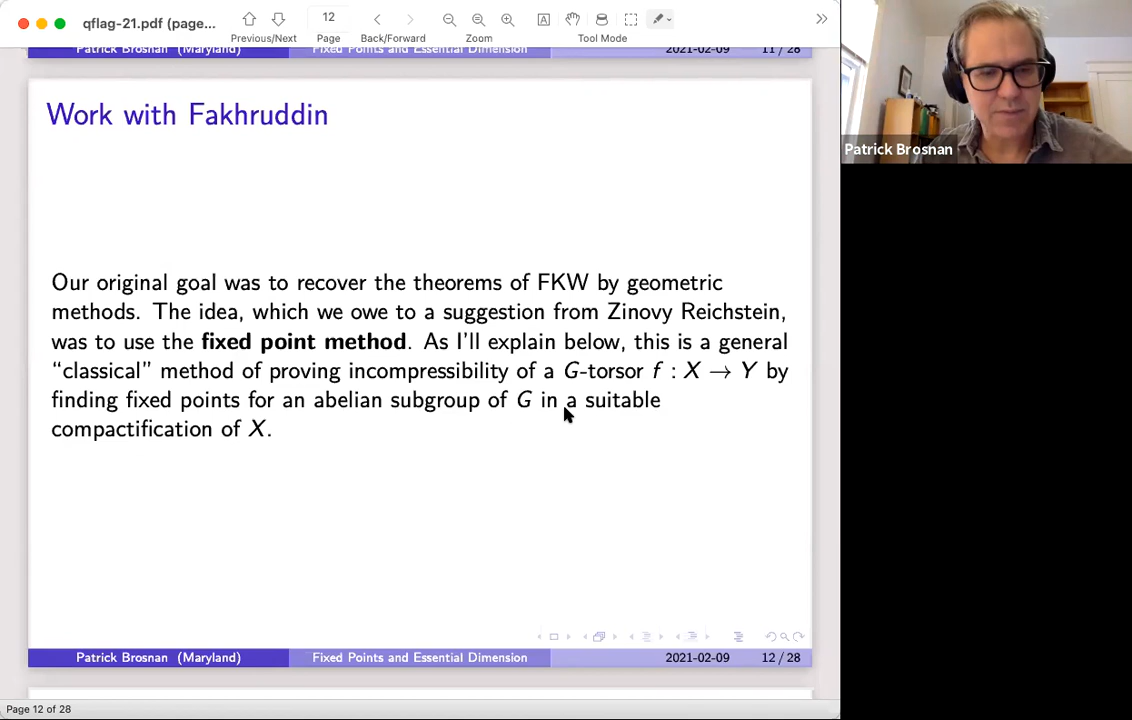 qflag-21.pdf (page...
12
Previous/Next
Page
Back/Forward
Zoom
Tool Mode
Patrick Brosnan (Maryland)
Fixed Points and Essential Dimension
2021-02-09
11 / 28
Work with Fakhruddin
Our original goal was to recover the theorems of FKW by geometric
methods. The idea, which we owe to a suggestion from Zinovy Reichstein,
was to use the fixed point method. As I'll explain below, this is a general
“classical” method of proving incompressibility of a G-torsor f : X → Y by
finding fixed points for an abelian subgroup of G in a suitable
compactification of X.
Patrick Brosnan (Maryland)
Fixed Points and Essential Dimension
2021-02-09
12 / 28
Page 12 of 28
Patrick Brosnan